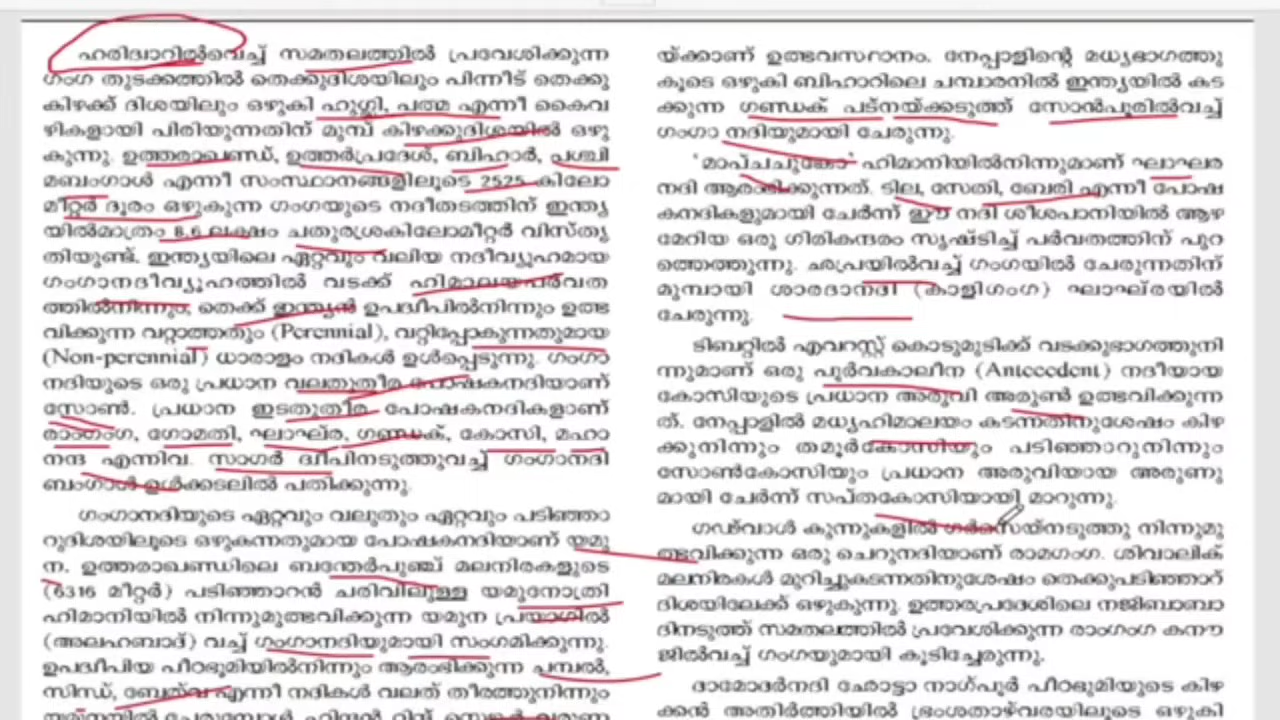 ഹരിദ്വാറിൽവെച്ച് സമതലത്തിൽ പ്രവേശിക്കുന്ന
ഗംഗ തുടക്കത്തിൽ തെക്കുദിശയിലും പിന്നീട് തെക്കു
കിഴക്ക് ദിശയിലും ഒഴുകി ഹുഗ്ലി, പത്മ എന്നീ കൈവ
ഴികളായി പിരിയുന്നതിന് മുമ്പ് കിഴക്കുദിശയിൽ ഒഴു
കുന്നു. ഉത്തരാഖണ്ഡ്, ഉത്തർപ്രദേശ്, ബിഹാർ, പശ്ചി
മബംഗാൾ എന്നീ സംസ്ഥാനങ്ങളിലൂടെ 2525 കിലോ
മീറ്റർ ദൂരം ഒഴുകുന്ന ഗംഗയുടെ നദീതടത്തിന് ഇന്ത്യ
യിൽമാത്രം 8.6 ലക്ഷം ചതുരശ്രകിലോമീറ്റർ വിസ്തൃ
തിയുണ്ട്. ഇന്ത്യയിലെ ഏറ്റവും വലിയ നദീവ്യൂഹമായ
ഗംഗാനദീവ്യൂഹത്തിൽ വടക്ക് ഹിമാലയപർവത
ത്തിൽനിന്നും, തെക്ക് ഇന്ത്യൻ ഉപദ്വീപിൽനിന്നും ഉത്ഭ
വിക്കുന്ന വറ്റാത്തതും (Perennial), വറ്റിപ്പോകുന്നതുമായ
(Non-perennial) ധാരാളം നദികൾ ഉൾപ്പെടുന്നു. ഗംഗാ
നദിയുടെ ഒരു പ്രധാന വലതുതീര പോഷകനദിയാണ്
സോൺ. പ്രധാന ഇടതുതീര പോഷകനദികളാണ്
രാംഗംഗ, ഗോമതി, ഘാഘ്ര, ഗണ്ഡക്, കോസി, മഹാ
നന്ദ എന്നിവ. സാഗർ ദ്വീപിനടുത്തുവച്ച് ഗംഗാനദി
ബംഗാൾ ഉൾക്കടലിൽ പതിക്കുന്നു.
ഗംഗാനദിയുടെ ഏറ്റവും വലുതും ഏറ്റവും പടിഞ്ഞാ
റുദിശയിലൂടെ ഒഴുകന്നതുമായ പോഷകനദിയാണ് യമു
ന. ഉത്തരാഖണ്ഡിലെ ബന്തേർപുഞ്ച് മലനിരകളുടെ
(6316 മീറ്റർ) പടിഞ്ഞാറൻ ചരിവിലുള്ള യമുനോത്രി
ഹിമാനിയിൽ നിന്നുമുത്ഭവിക്കുന്ന യമുന പ്രയാഗിൽ
(അലഹബാദ്) വച്ച് ഗംഗാനദിയുമായി സംഗമിക്കുന്നു.
ഉപദ്വീപിയ പീഠഭൂമിയിൽനിന്നും ആരംഭിക്കുന്ന ചമ്പൽ,
സിന്ധ്, ബേത്വ എന്നീ നദികൾ വലത് തീരത്തുനിന്നും
യമുനയിൽ ചേരുമ്പോൾ
യ്ക്കാണ് ഉത്ഭവസ്ഥാനം. നേപ്പാളിന്റെ മധ്യഭാഗത്തു
കൂടെ ഒഴുകി ബിഹാറിലെ ചമ്പാരനിൽ ഇന്ത്യയിൽ കട
ക്കുന്ന ഗണ്ഡക് പട്നയ്ക്കടുത്ത് സോൻപൂരിൽവച്ച്
ഗംഗാ നദിയുമായി ചേരുന്നു.
'മാപ്ചചുങ്കോ' ഹിമാനിയിൽനിന്നുമാണ് ഘാഘര
നദി ആരംഭിക്കുന്നത്. ടില, സേതി, ബേരി എന്നീ പോഷ
കനദികളുമായി ചേർന്ന് ഈ നദി ശീശപാനിയിൽ ആഴ
മേറിയ ഒരു ഗിരികന്ദരം സൃഷ്ടിച്ച് പർവതത്തിന് പുറ
ത്തെത്തുന്നു. ഛപ്രയിൽവച്ച് ഗംഗയിൽ ചേരുന്നതിന്
മുമ്പായി ശാരദാനദി (കാളിഗംഗ) ഘാഘ്രയിൽ
ചേരുന്നു.
ടിബറ്റിൽ എവറസ്റ്റ് കൊടുമുടിക്ക് വടക്കുഭാഗത്തുനി
ന്നുമാണ് ഒരു പൂർവകാലീന (Antecedent) നദീയായ
കോസിയുടെ പ്രധാന അരുവി അരുൺ ഉത്ഭവിക്കുന്ന
ത്. നേപ്പാളിൽ മധ്യഹിമാലയം കടന്നതിനുശേഷം കിഴ
ക്കുനിന്നും തമൂർകോസിയും പടിഞ്ഞാറുനിന്നും
സോൺകോസിയും പ്രധാന അരുവിയായ അരുണു
മായി ചേർന്ന് സപ്തകോസിയായി മാറുന്നു.
ഗഢ്‌വാൾ കുന്നുകളിൽ ഗർസേയ്നടുത്തു നിന്നുമു
ത്ഭവിക്കുന്ന ഒരു ചെറുനദിയാണ് രാമഗംഗ. ശിവാലിക്
മലനിരകൾ മുറിച്ചുകടന്നതിനുശേഷം തെക്കുപടിഞ്ഞാറ്
ദിശയിലേക്ക് ഒഴുകുന്നു. ഉത്തരപ്രദേശിലെ നജിബാബാ
ദിനടുത്ത് സമതലത്തിൽ പ്രവേശിക്കുന്ന രാംഗംഗ കനൗ
ജിൽവച്ച് ഗംഗയുമായി കൂടിച്ചേരുന്നു.
ദാമോദർനദി ഛോട്ടാ നാഗ്പൂർ പീഠഭൂമിയുടെ കിഴ
ക്കൻ അതിർത്തിയിൽ ഭ്രംശതാഴ്‌വരയിലൂടെ ഒഴുകി